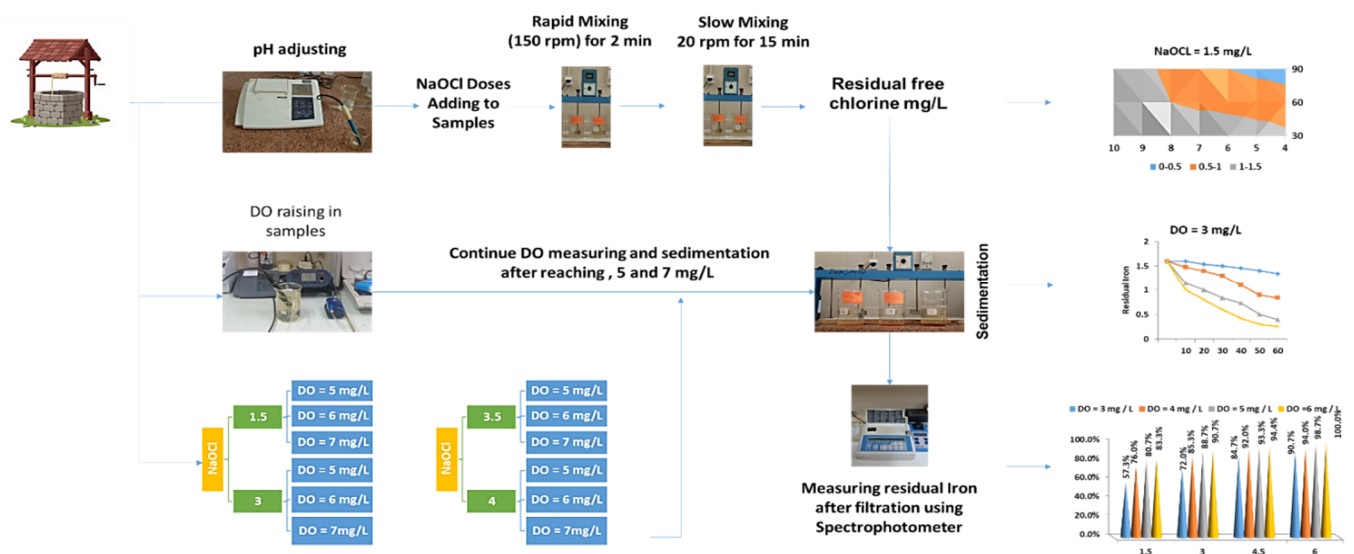 pH adjusting
NaOCl Doses
Adding to
Samples
Rapid Mixing
(150 rpm) for 2 min
Slow Mixing
20 rpm for 15 min
Residual free
chlorine mg/L
NaOCL = 1.5 mg/L
90
60
30
10 9 8 7 6 5 4
0-0.5 0.5-1 1-1.5
DO raising in
samples
Continue DO measuring and sedimentation
after reaching , 5 and 7 mg/L
Sedimentation
DO = 3 mg/L
Residual Iron
2
1.5
1
0.5
0
10 20 30 40 50 60
NaOCl
1.5
DO = 5 mg/L
DO = 6 mg/L
DO = 7 mg/L
3
DO = 5 mg/L
DO = 6 mg/L
DO = 7mg/L
NaOCl
3.5
DO = 5 mg/L
DO = 6 mg/L
DO = 7 mg/L
4
DO = 5 mg/L
DO = 6 mg/L
DO = 7mg/L
Measuring residual Iron
after filtration using
Spectrophotometer
DO = 3 mg / L DO = 4 mg / L DO = 5 mg / L DO =6 mg / L
100.0%
80.0%
60.0%
40.0%
20.0%
0.0%
57.3% 76.0% 80.7% 83.3%
72.0% 85.3% 88.7% 90.7%
84.7% 92.0% 93.3% 94.4%
90.7% 94.0% 98.7% 100.0%
1.5 3 4.5 6